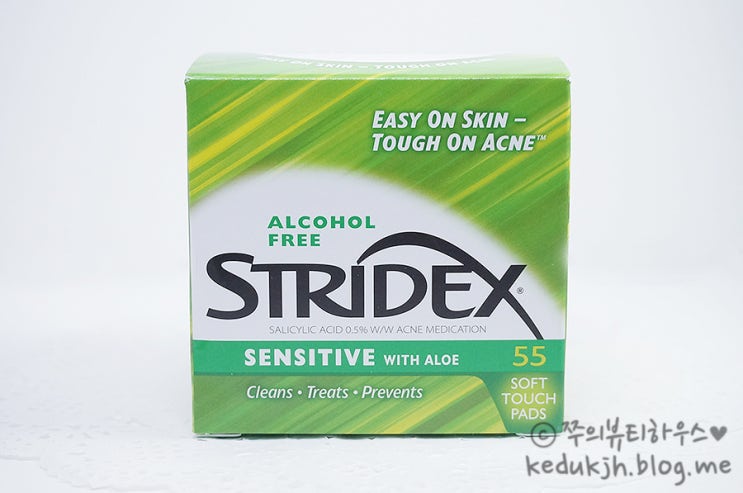 EASY ON SKIN –
TOUGH ON ACNE™
ALCOHOL
FREE
STRIDEX®
SALICYLIC ACID 0.5% W/W ACNE MEDICATION
SENSITIVE WITH ALOE
55
SOFT
TOUCH
PADS
Cleans • Treats • Prevents
©쭈의뷰티하우스♥
kedukjh.blog.me